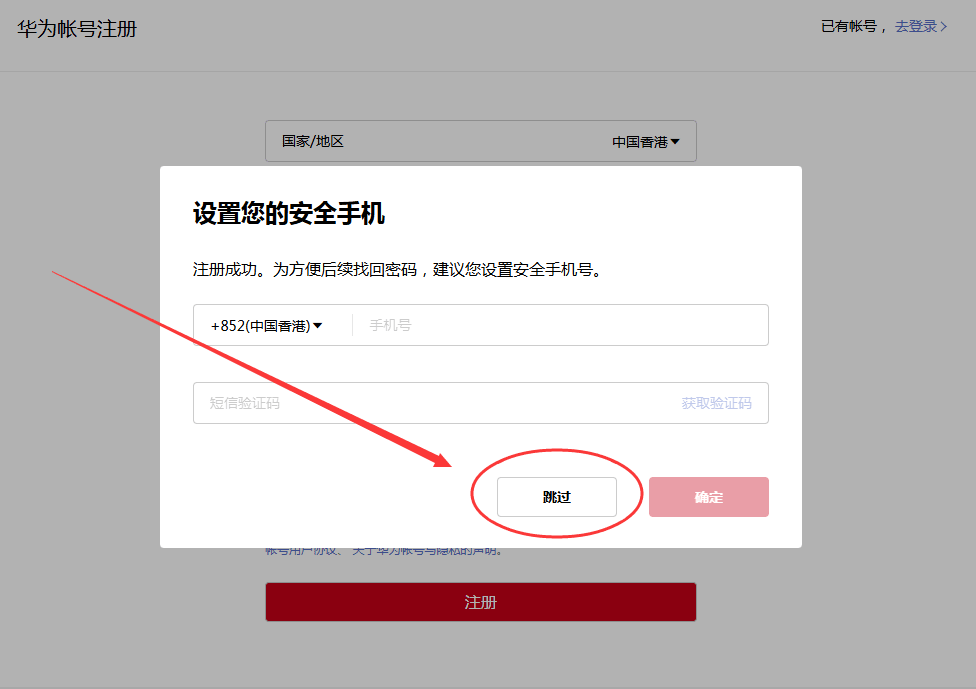 华为帐号注册
已有帐号，去登录>
国家/地区 中国香港
设置您的安全手机
注册成功。为方便后续找回密码，建议您设置安全手机号。
+852(中国香港) 手机号
短信验证码 获取验证码
跳过 确定
帐号用户协议、关于华为帐号与隐私的声明。
注册